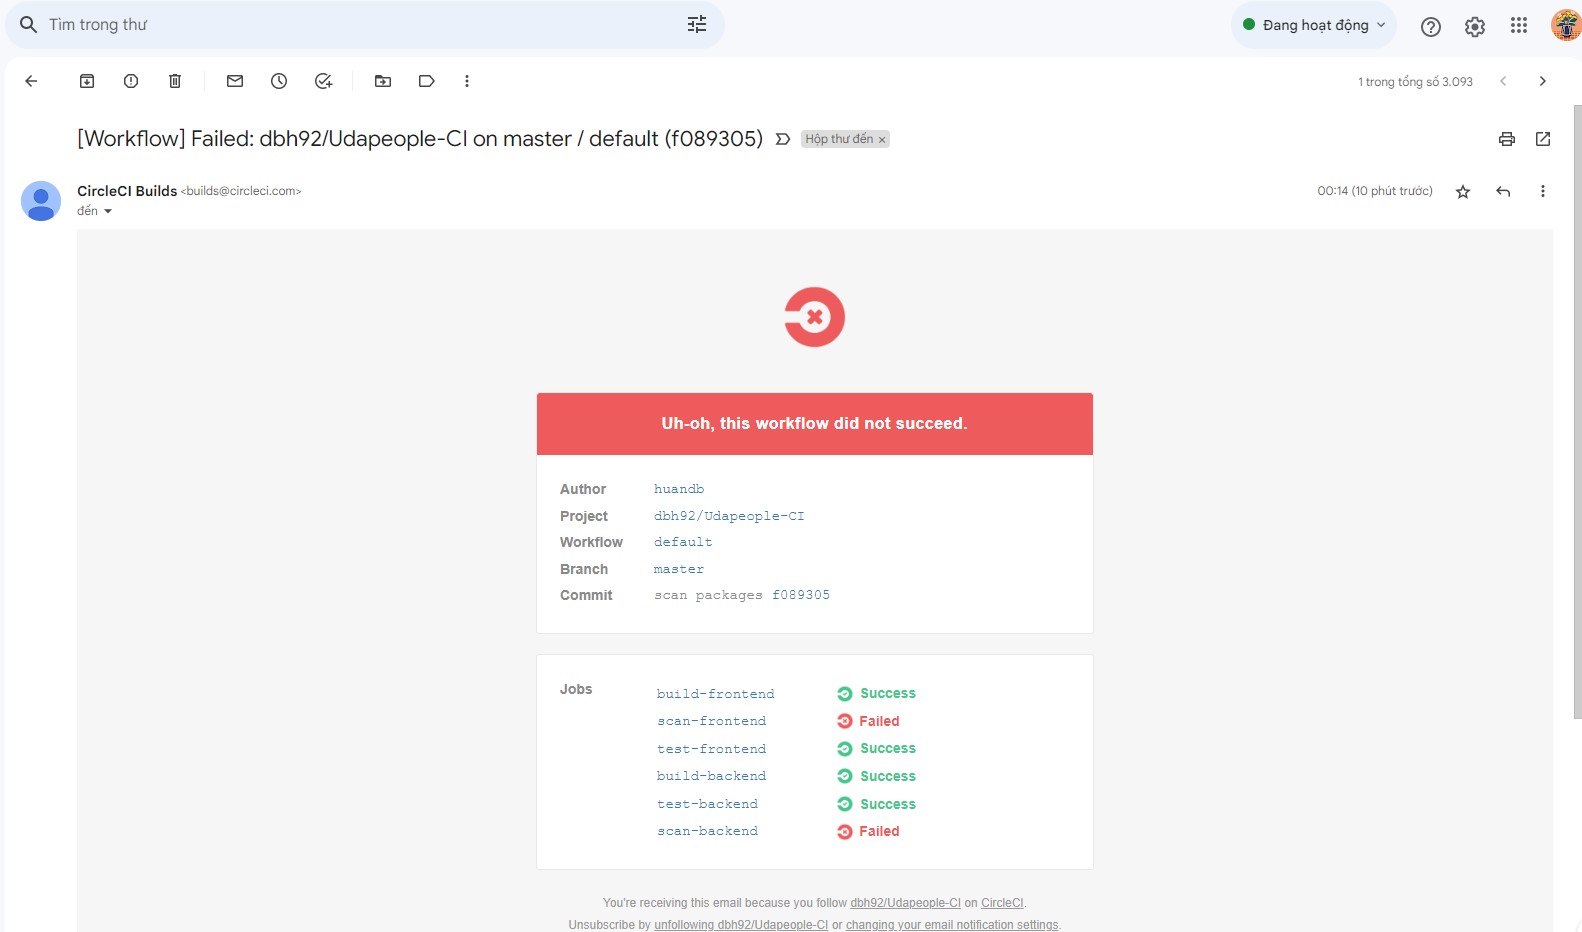 Tìm trong thư
Đang hoạt động
1 trong tổng số 3.093
[Workflow] Failed: dbh92/Udapeople-CI on master / default (f089305)
Hộp thư đến ×
CircleCI Builds <builds@circleci.com>
00:14 (10 phút trước)
đến
Uh-oh, this workflow did not succeed.
Author huandb
Project dbh92/Udapeople-CI
Workflow default
Branch master
Commit scan packages f089305
Jobs
build-frontend Success
scan-frontend Failed
test-frontend Success
build-backend Success
test-backend Success
scan-backend Failed
You're receiving this email because you follow dbh92/Udapeople-CI on CircleCI.
Unsubscribe by unfollowing dbh92/Udapeople-CI or changing your email notification settings.